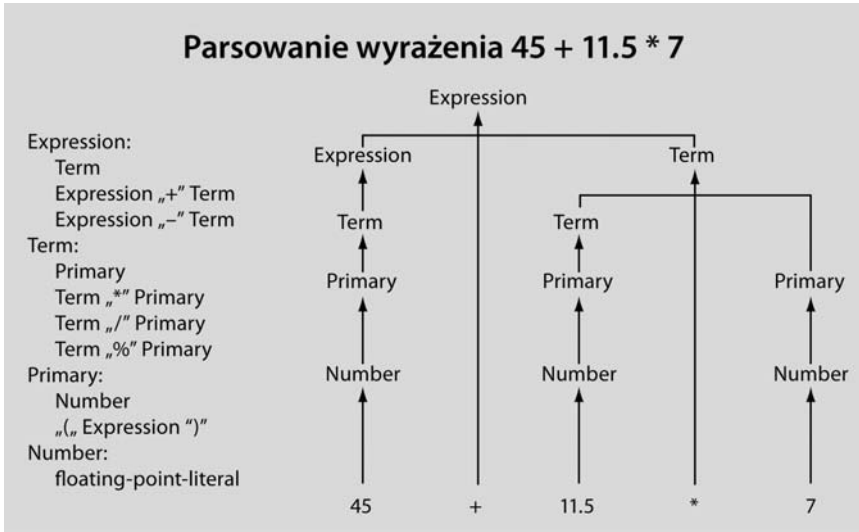 Parsowanie wyrażenia 45 + 11.5 * 7
Expression
Expression:
Term
Expression „+” Term
Expression „–” Term
Term:
Primary
Term „*” Primary
Term „/” Primary
Term „%” Primary
Primary:
Number
„(„ Expression “)”
Number:
floating-point-literal
Expression Term
Term Term
Primary Primary Primary
Number Number Number
45 + 11.5 * 7